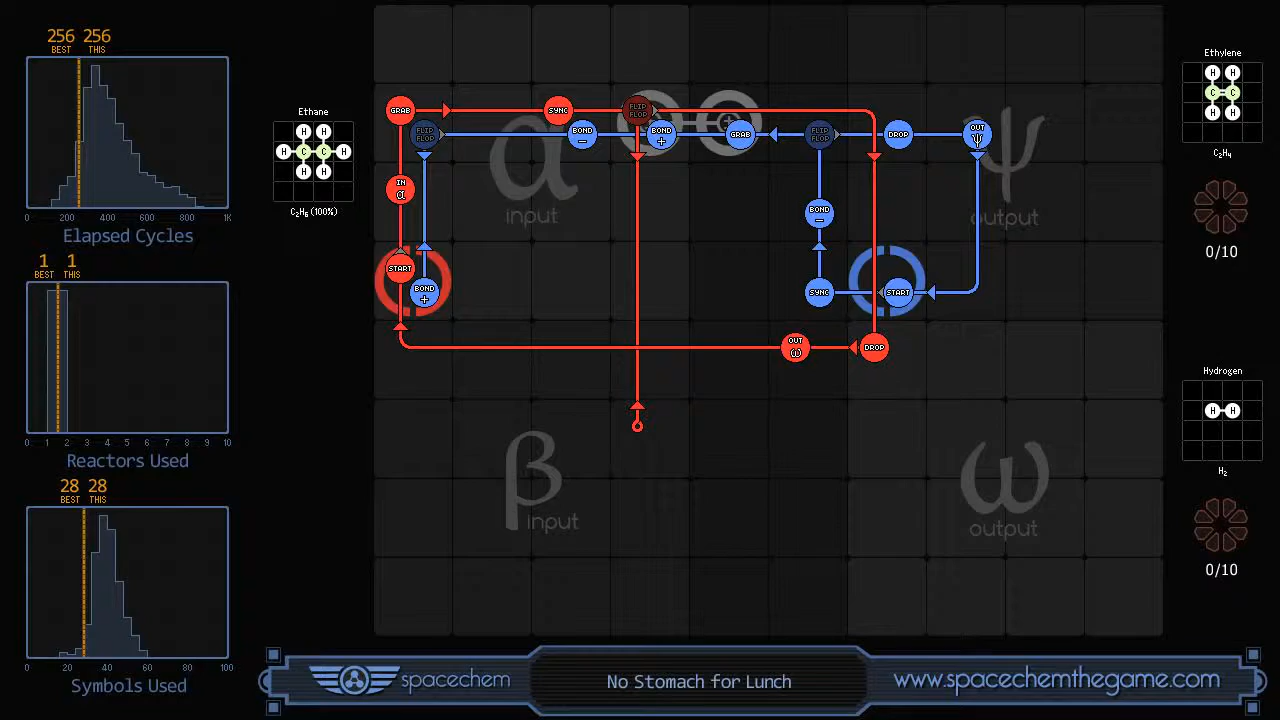 256 256
BEST THIS
0 200 400 600 800 1K
Elapsed Cycles
1 1
BEST THIS
0 1 2 3 4 5 6 7 8 9 10
Reactors Used
28 28
BEST THIS
0 20 40 60 80 100
Symbols Used
Ethane
H H
H C C H
H H
C₂H₆ (100%)
GRAB
SYNC
FLIP FLOP
FLIP FLOP
BOND −
BOND +
GRAB
FLIP FLOP
DROP
OUT ψ
IN α
α
input
ψ
output
BOND −
START
BOND +
SYNC
START
OUT ω
DROP
β
input
ω
output
Ethylene
H H
C C
H H
C₂H₄
0/10
Hydrogen
H H
H₂
0/10
spacechem
No Stomach for Lunch
www.spacechemthegame.com